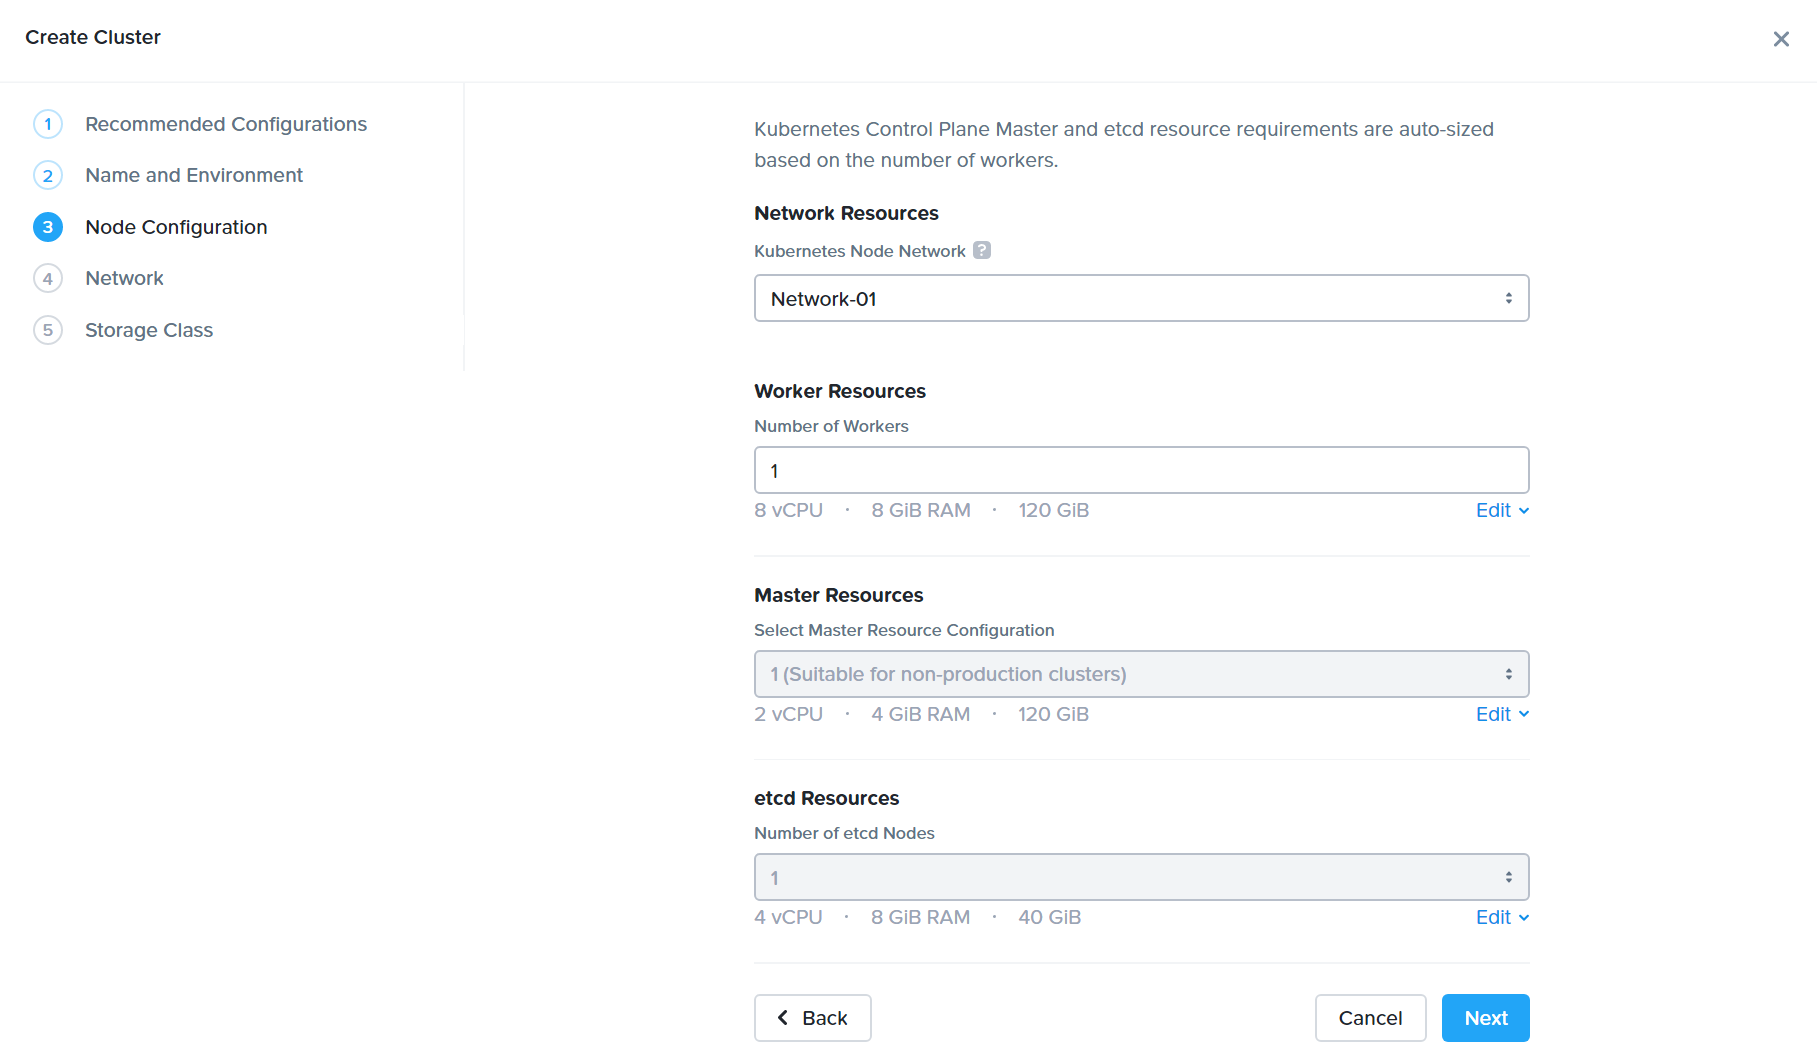 Create Cluster
1 Recommended Configurations
2 Name and Environment
3 Node Configuration
4 Network
5 Storage Class
Kubernetes Control Plane Master and etcd resource requirements are auto-sized
based on the number of workers.
Network Resources
Kubernetes Node Network ?
Network-01
Worker Resources
Number of Workers
1
8 vCPU · 8 GiB RAM · 120 GiB Edit
Master Resources
Select Master Resource Configuration
1 (Suitable for non-production clusters)
2 vCPU · 4 GiB RAM · 120 GiB Edit
etcd Resources
Number of etcd Nodes
1
4 vCPU · 8 GiB RAM · 40 GiB Edit
Back Cancel Next